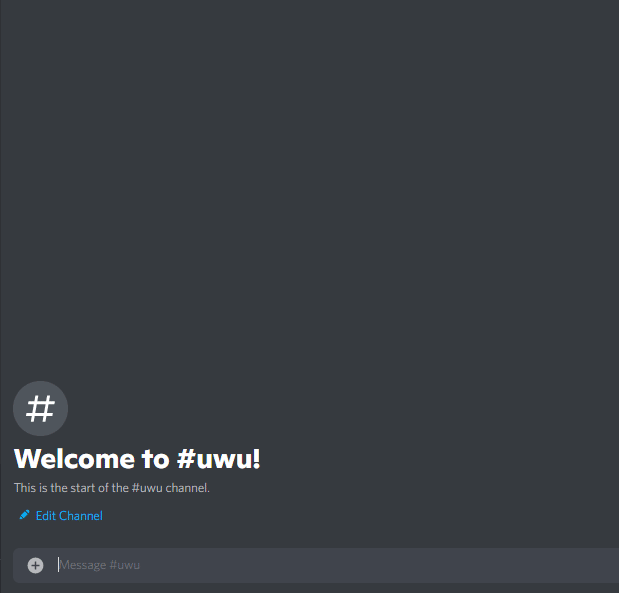 #
Welcome to #uwu!
This is the start of the #uwu channel.
Edit Channel
Message #uwu